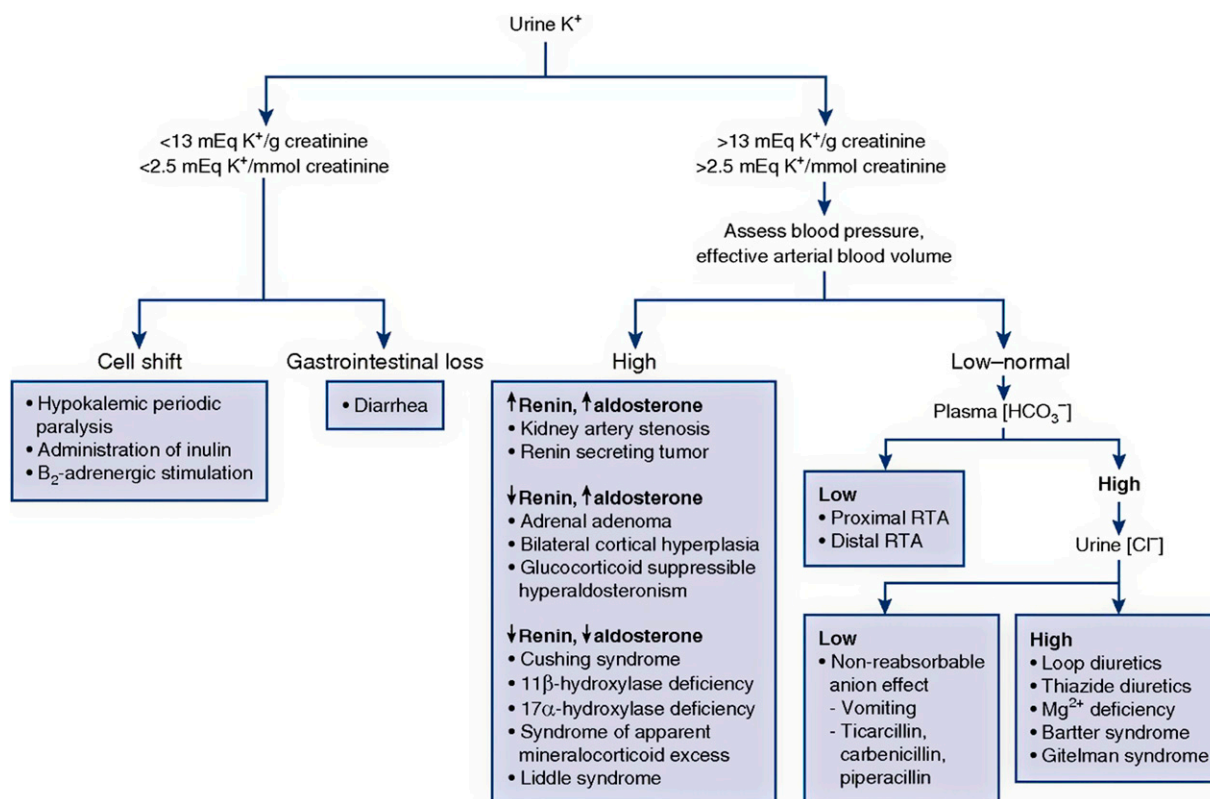 Urine K⁺
<13 mEq K⁺/g creatinine
<2.5 mEq K⁺/mmol creatinine
>13 mEq K⁺/g creatinine
>2.5 mEq K⁺/mmol creatinine
Assess blood pressure,
effective arterial blood volume
Cell shift
• Hypokalemic periodic
paralysis
• Administration of inulin
• B₂-adrenergic stimulation
Gastrointestinal loss
• Diarrhea
High
↑Renin, ↑aldosterone
• Kidney artery stenosis
• Renin secreting tumor
↓Renin, ↑aldosterone
• Adrenal adenoma
• Bilateral cortical hyperplasia
• Glucocorticoid suppressible
hyperaldosteronism
↓Renin, ↓aldosterone
• Cushing syndrome
• 11β-hydroxylase deficiency
• 17α-hydroxylase deficiency
• Syndrome of apparent
mineralocorticoid excess
• Liddle syndrome
Low–normal
Plasma [HCO₃⁻]
Low
• Proximal RTA
• Distal RTA
High
Urine [Cl⁻]
Low
• Non-reabsorbable
anion effect
- Vomiting
- Ticarcillin,
carbenicillin,
piperacillin
High
• Loop diuretics
• Thiazide diuretics
• Mg²⁺ deficiency
• Bartter syndrome
• Gitelman syndrome